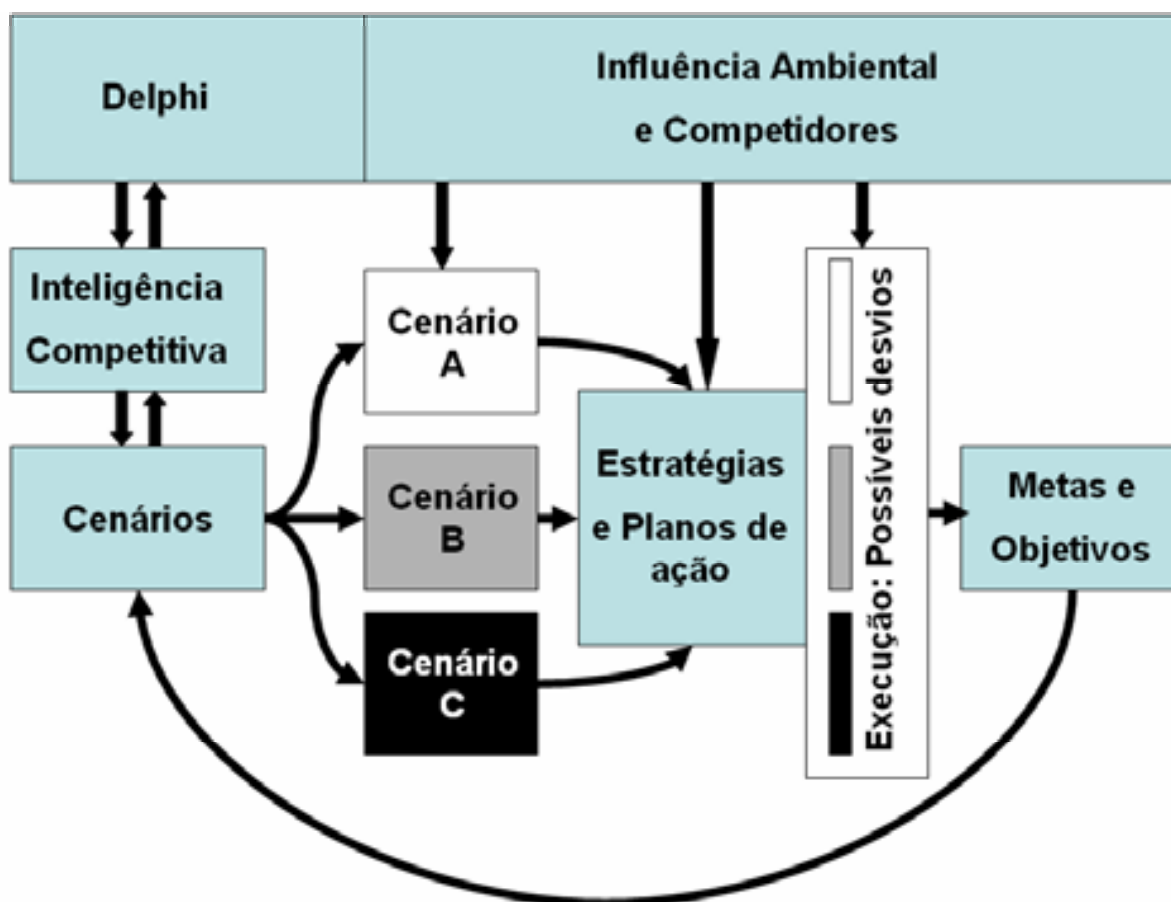 Delphi
Influência Ambiental
e Competidores
Inteligência
Competitiva
Cenários
Cenário
A
Cenário
B
Cenário
C
Estratégias
e Planos de
ação
Execução: Possíveis desvios
Metas e
Objetivos